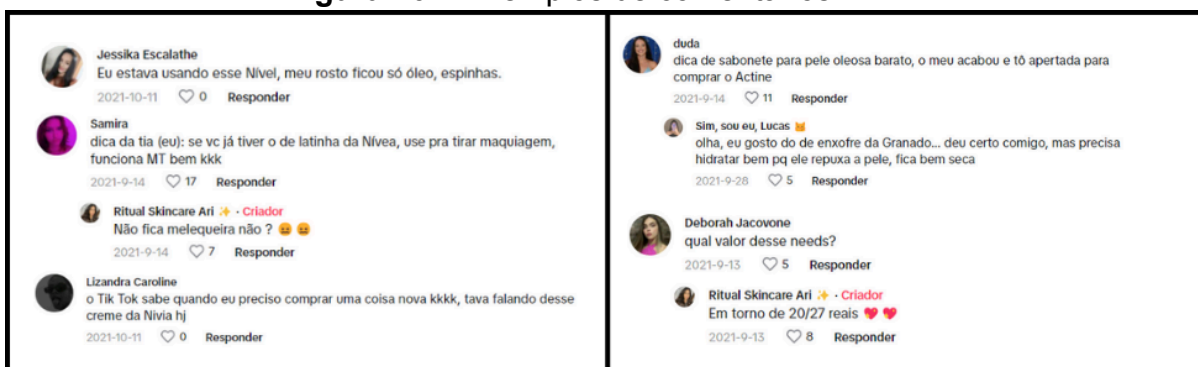 Jessika Escalathe
Eu estava usando esse Nível, meu rosto ficou só óleo, espinhas.
2021-10-11 0 Responder
Samira
dica da tia (eu): se vc já tiver o de latinha da Nívea, use pra tirar maquiagem,
funciona MT bem kkk
2021-9-14 17 Responder
Ritual Skincare Ari ✨ · Criador
Não fica melequeira não ? 😖 😖
2021-9-14 7 Responder
Lizandra Caroline
o Tik Tok sabe quando eu preciso comprar uma coisa nova kkkk, tava falando desse
creme da Nivia hj
2021-10-11 0 Responder
duda
dica de sabonete para pele oleosa barato, o meu acabou e tô apertada para
comprar o Actine
2021-9-14 11 Responder
Sim, sou eu, Lucas
olha, eu gosto do de enxofre da Granado... deu certo comigo, mas precisa
hidratar bem pq ele repuxa a pele, fica bem seca
2021-9-28 5 Responder
Deborah Jacovone
qual valor desse needs?
2021-9-13 5 Responder
Ritual Skincare Ari ✨ · Criador
Em torno de 20/27 reais 💖 💖
2021-9-13 8 Responder